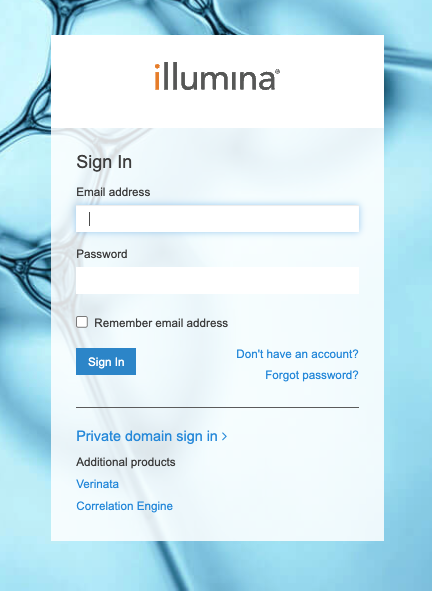 illumina®
Sign In
Email address
Password
Remember email address
Sign In
Don't have an account?
Forgot password?
Private domain sign in >
Additional products
Verinata
Correlation Engine